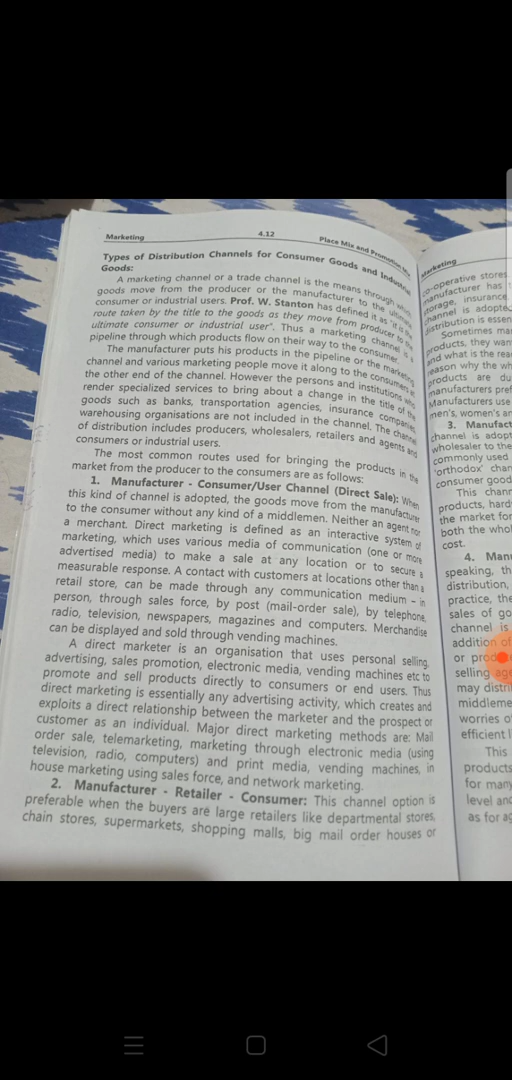 Marketing
4.12
Place Mix and Promotion
Types of Distribution Channels for Consumer Goods and Industrial
Goods:
A marketing channel or a trade channel is the means through which
goods move from the producer or the manufacturer to the ultimate
consumer or industrial users. Prof. W. Stanton has defined it as "it is the
route taken by the title to the goods as they move from producer to the
ultimate consumer or industrial user". Thus a marketing channel is a
pipeline through which products flow on their way to the consumer.
The manufacturer puts his products in the pipeline or the marketing
channel and various marketing people move it along to the consumers at
the other end of the channel. However the persons and institutions who
render specialized services to bring about a change in the title of the
goods such as banks, transportation agencies, insurance companies
warehousing organisations are not included in the channel. The channel
of distribution includes producers, wholesalers, retailers and agents and
consumers or industrial users.
The most common routes used for bringing the products in the
market from the producer to the consumers are as follows:
1. Manufacturer - Consumer/User Channel (Direct Sale): When
this kind of channel is adopted, the goods move from the manufacturer
to the consumer without any kind of a middlemen. Neither an agent nor
a merchant. Direct marketing is defined as an interactive system of
marketing, which uses various media of communication (one or more
advertised media) to make a sale at any location or to secure a
measurable response. A contact with customers at locations other than a
retail store, can be made through any communication medium - in
person, through sales force, by post (mail-order sale), by telephone,
radio, television, newspapers, magazines and computers. Merchandise
can be displayed and sold through vending machines.
A direct marketer is an organisation that uses personal selling,
advertising, sales promotion, electronic media, vending machines etc to
promote and sell products directly to consumers or end users. Thus
direct marketing is essentially any advertising activity, which creates and
exploits a direct relationship between the marketer and the prospect or
customer as an individual. Major direct marketing methods are: Mail
order sale, telemarketing, marketing through electronic media (using
television, radio, computers) and print media, vending machines, in
house marketing using sales force, and network marketing.
2. Manufacturer - Retailer - Consumer: This channel option is
preferable when the buyers are large retailers like departmental stores,
chain stores, supermarkets, shopping malls, big mail order houses or
Marketing
co-operative stores
manufacturer has
storage, insurance
channel is adopted
distribution is essen
Sometimes ma
products, they wan
and what is the rea
reason why the wh
products are du
manufacturers pref
Manufacturers use
men's, women's an
3. Manufact
channel is adopt
wholesaler to the
commonly used
'orthodox' chan
consumer good
This chann
products, hard
the market for
both the whol
cost.
4. Man
speaking, th
distribution,
practice, the
sales of go
channel is
addition of
or prod
selling age
may distri
middleme
worries o
efficient l
This
products
for many
level and
as for ag